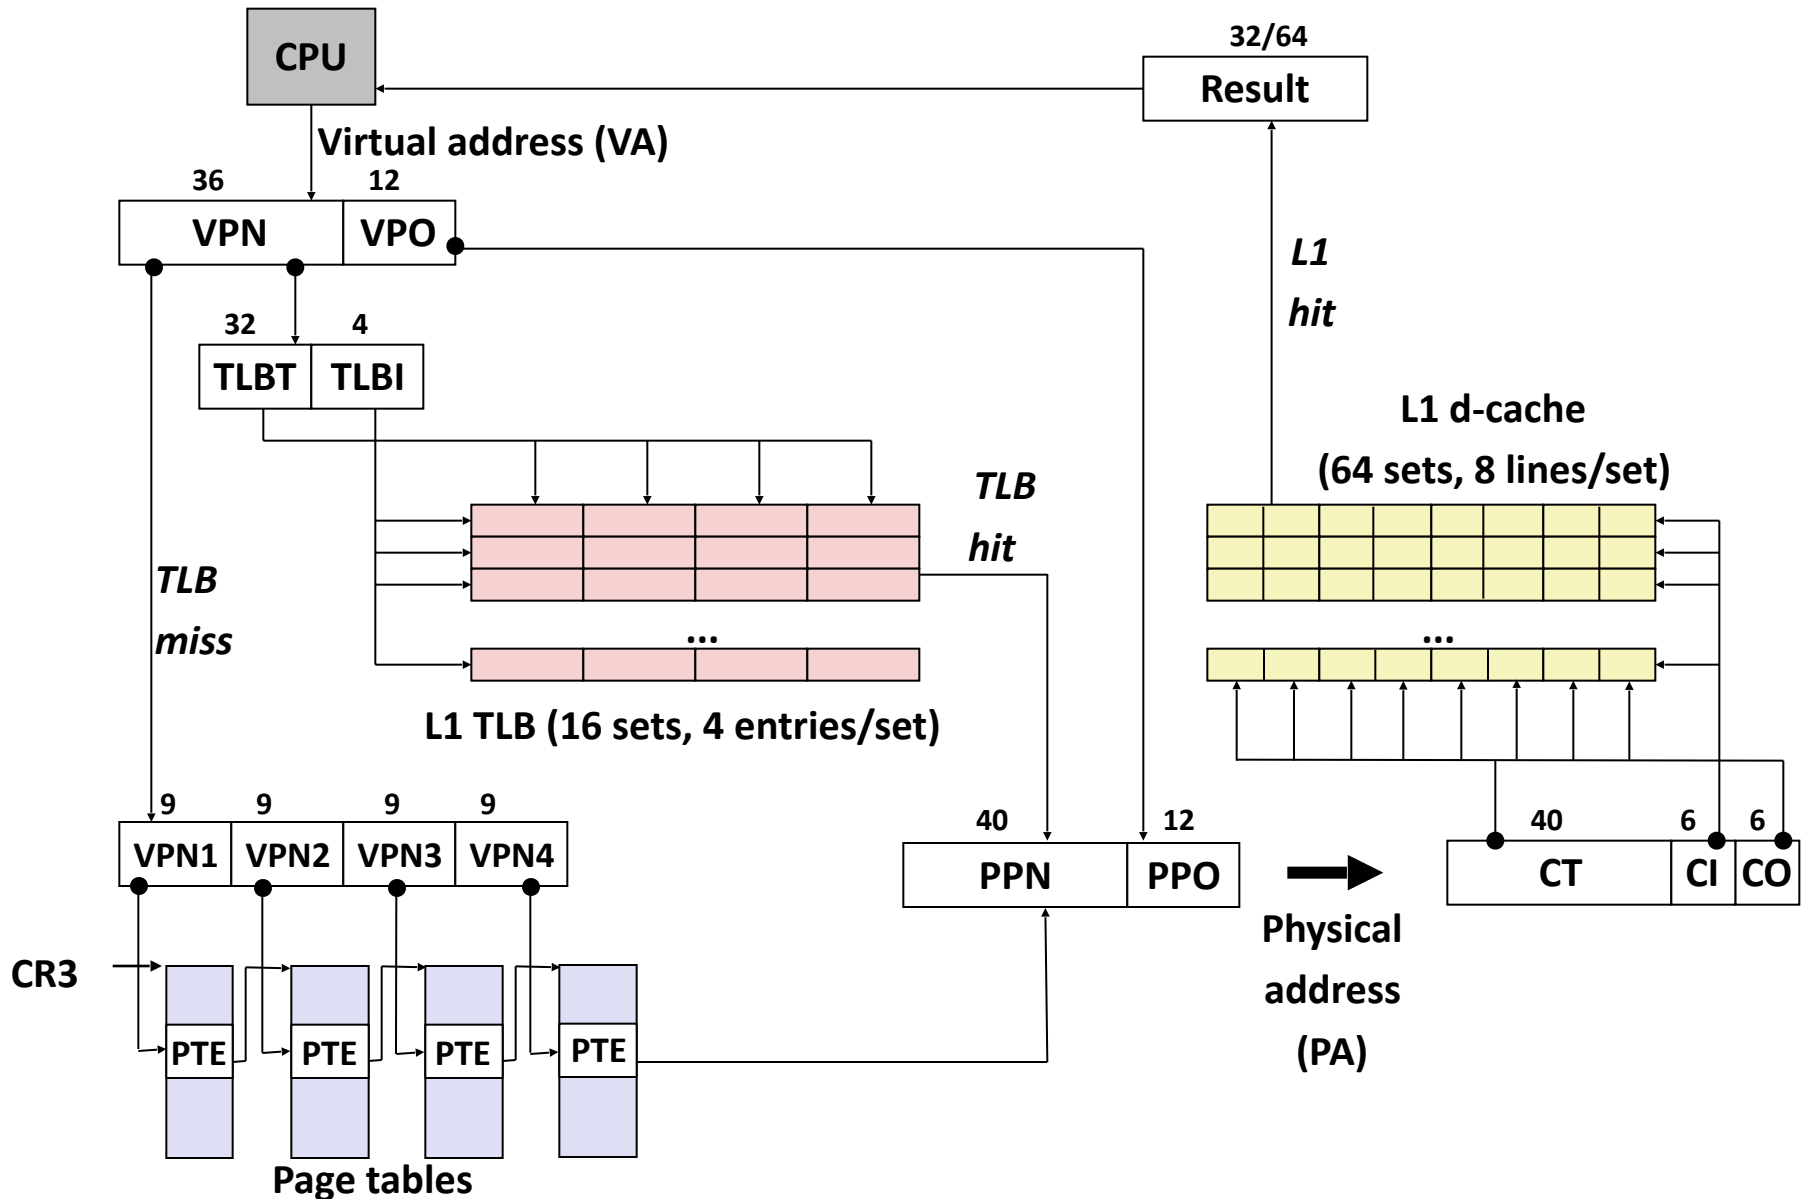 CPU
32/64
Result
Virtual address (VA)
36
12
VPN
VPO
L1
hit
32
4
TLBT
TLBI
L1 d-cache
(64 sets, 8 lines/set)
TLB
hit
TLB
miss
...
...
L1 TLB (16 sets, 4 entries/set)
9
9
9
9
VPN1
VPN2
VPN3
VPN4
40
12
PPN
PPO
40
6
6
CT
CI
CO
Physical
address
(PA)
CR3
PTE
PTE
PTE
PTE
Page tables